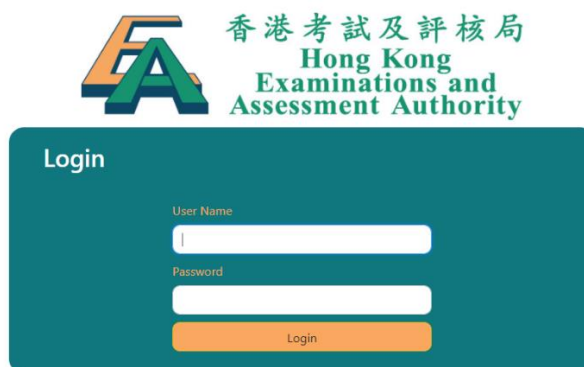 香港考試及評核局
Hong Kong
Examinations and
Assessment Authority
Login
User Name
Password
Login